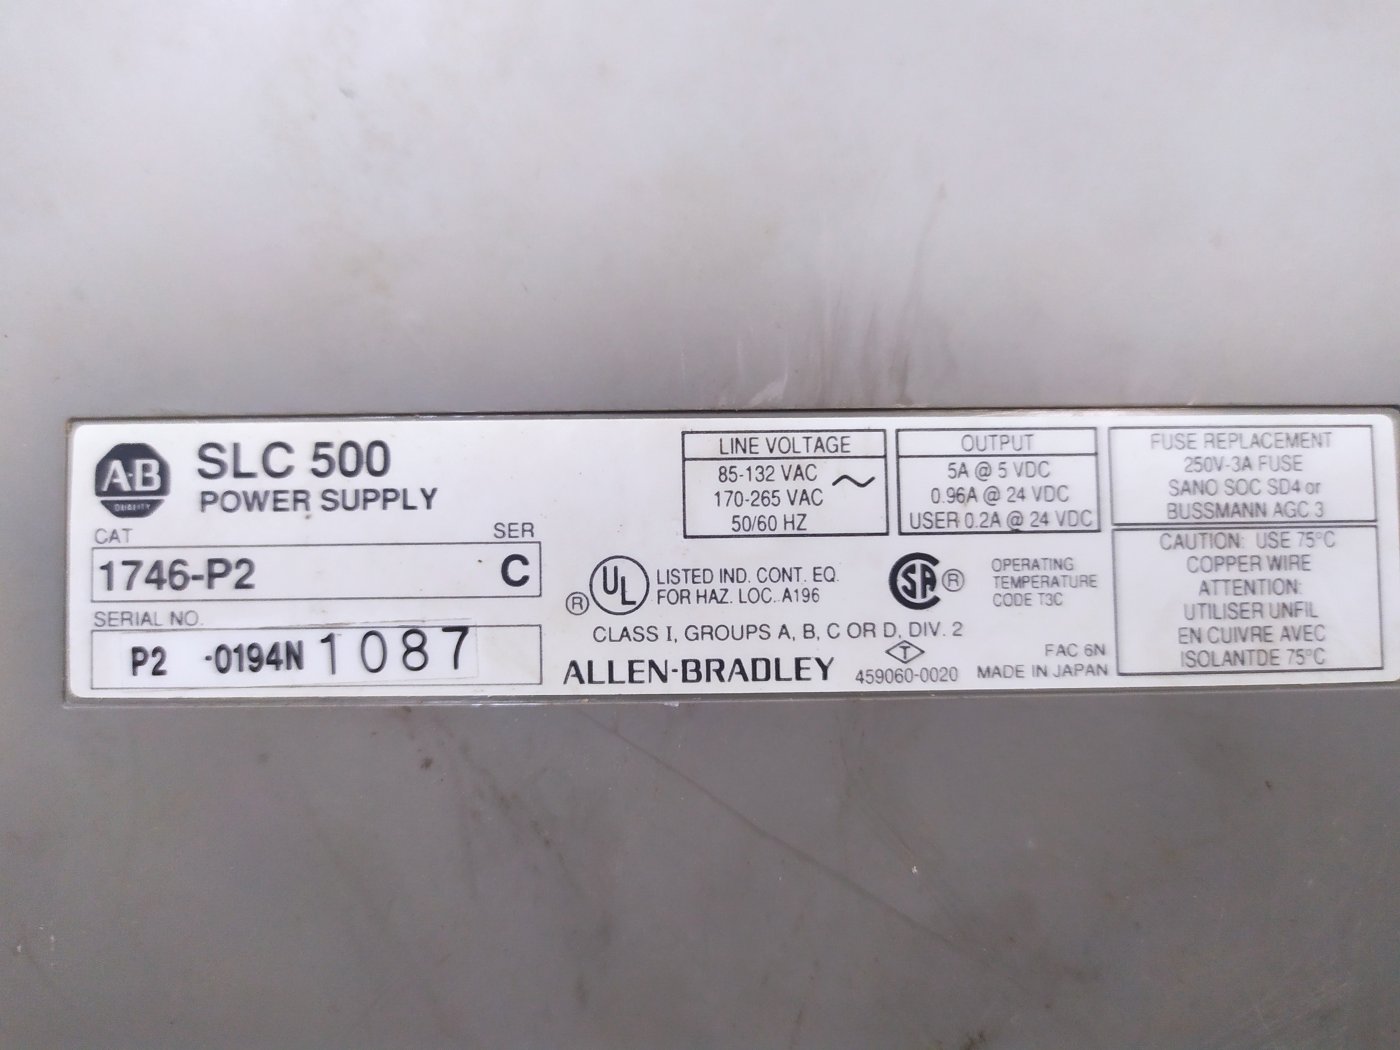 A-B
QUALITY
SLC 500
POWER SUPPLY
CAT
SER
1746-P2
C
SERIAL NO.
P2 -0194N 1087
LINE VOLTAGE
85-132 VAC
170-265 VAC
50/60 HZ
OUTPUT
5A @ 5 VDC
0.96A @ 24 VDC
USER 0.2A @ 24 VDC
FUSE REPLACEMENT
250V-3A FUSE
SANO SOC SD4 or
BUSSMANN AGC 3
CAUTION: USE 75°C
COPPER WIRE
ATTENTION:
UTILISER UNFIL
EN CUIVRE AVEC
ISOLANTDE 75°C
® UL
LISTED IND. CONT. EQ.
FOR HAZ. LOC. A196
SA ®
OPERATING
TEMPERATURE
CODE T3C
CLASS I, GROUPS A, B, C OR D, DIV. 2
ALLEN-BRADLEY
T
459060-0020
FAC 6N
MADE IN JAPAN